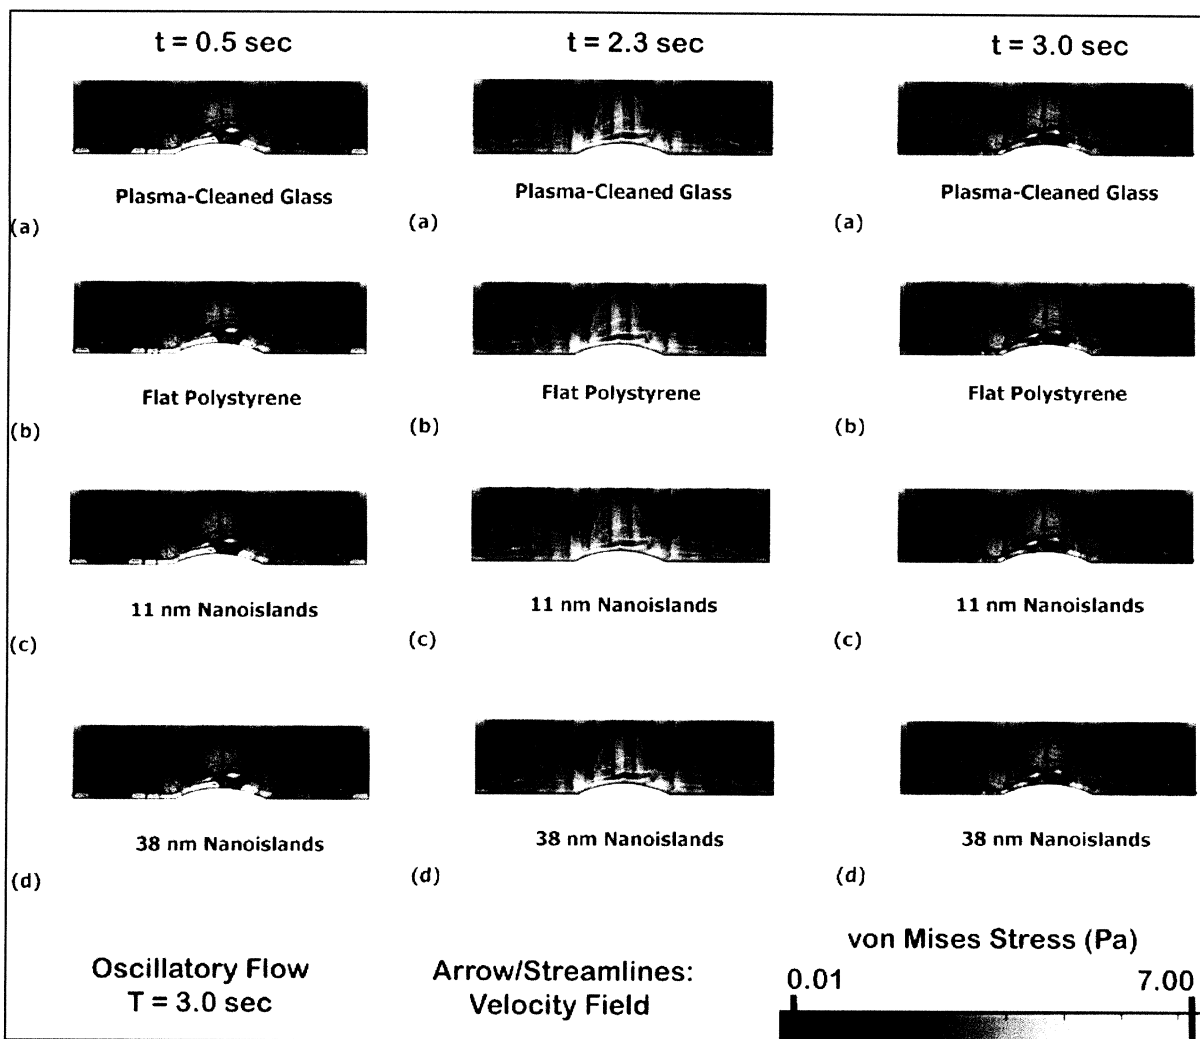 t = 0.5 sec
t = 2.3 sec
t = 3.0 sec
Plasma-Cleaned Glass
Plasma-Cleaned Glass
Plasma-Cleaned Glass
(a)
(a)
(a)
Flat Polystyrene
Flat Polystyrene
Flat Polystyrene
(b)
(b)
(b)
11 nm Nanoislands
11 nm Nanoislands
11 nm Nanoislands
(c)
(c)
(c)
38 nm Nanoislands
38 nm Nanoislands
38 nm Nanoislands
(d)
(d)
(d)
Oscillatory Flow
T = 3.0 sec
Arrow/Streamlines:
Velocity Field
von Mises Stress (Pa)
0.01
7.00